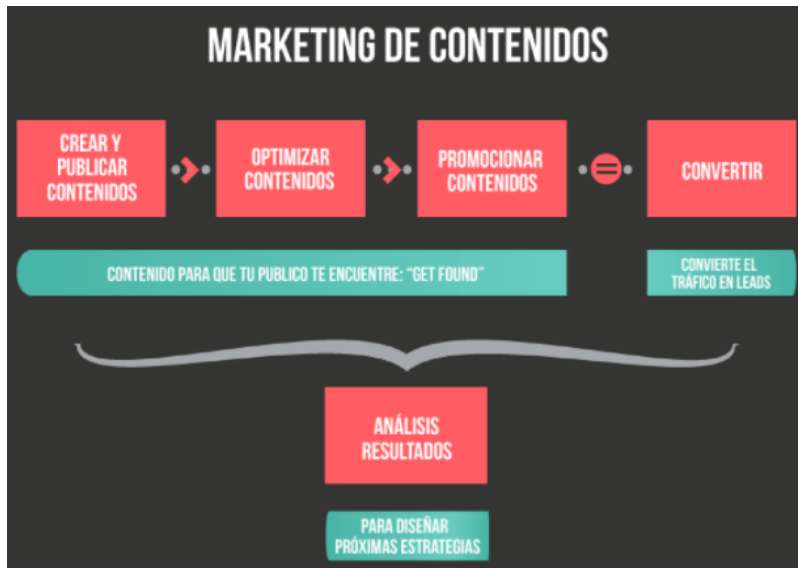 MARKETING DE CONTENIDOS
CREAR Y
PUBLICAR
CONTENIDOS
OPTIMIZAR
CONTENIDOS
PROMOCIONAR
CONTENIDOS
CONVERTIR
CONTENIDO PARA QUE TU PUBLICO TE ENCUENTRE: "GET FOUND"
CONVIERTE EL
TRÁFICO EN LEADS
ANÁLISIS
RESULTADOS
PARA DISEÑAR
PRÓXIMAS ESTRATEGIAS